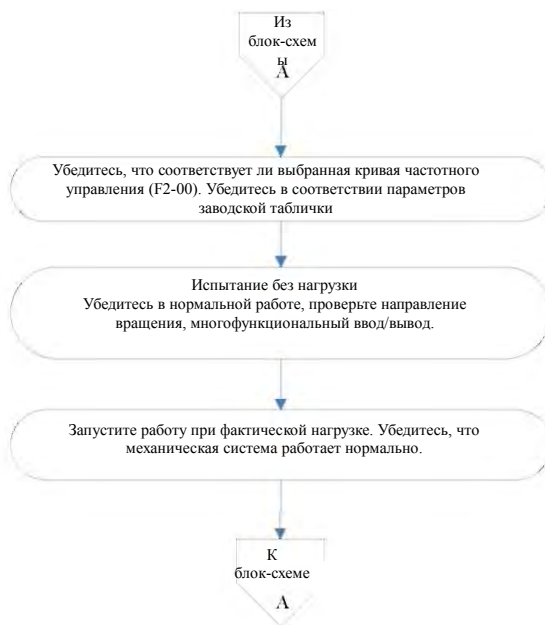 Из
блок-схем
ы
А
Убедитесь, что соответствует ли выбранная кривая частотного
управления (F2-00). Убедитесь в соответствии параметров
заводской таблички
Испытание без нагрузки
Убедитесь в нормальной работе, проверьте направление
вращения, многофункциональный ввод/вывод.
Запустите работу при фактической нагрузке. Убедитесь, что
механическая система работает нормально.
К
блок-схеме
А